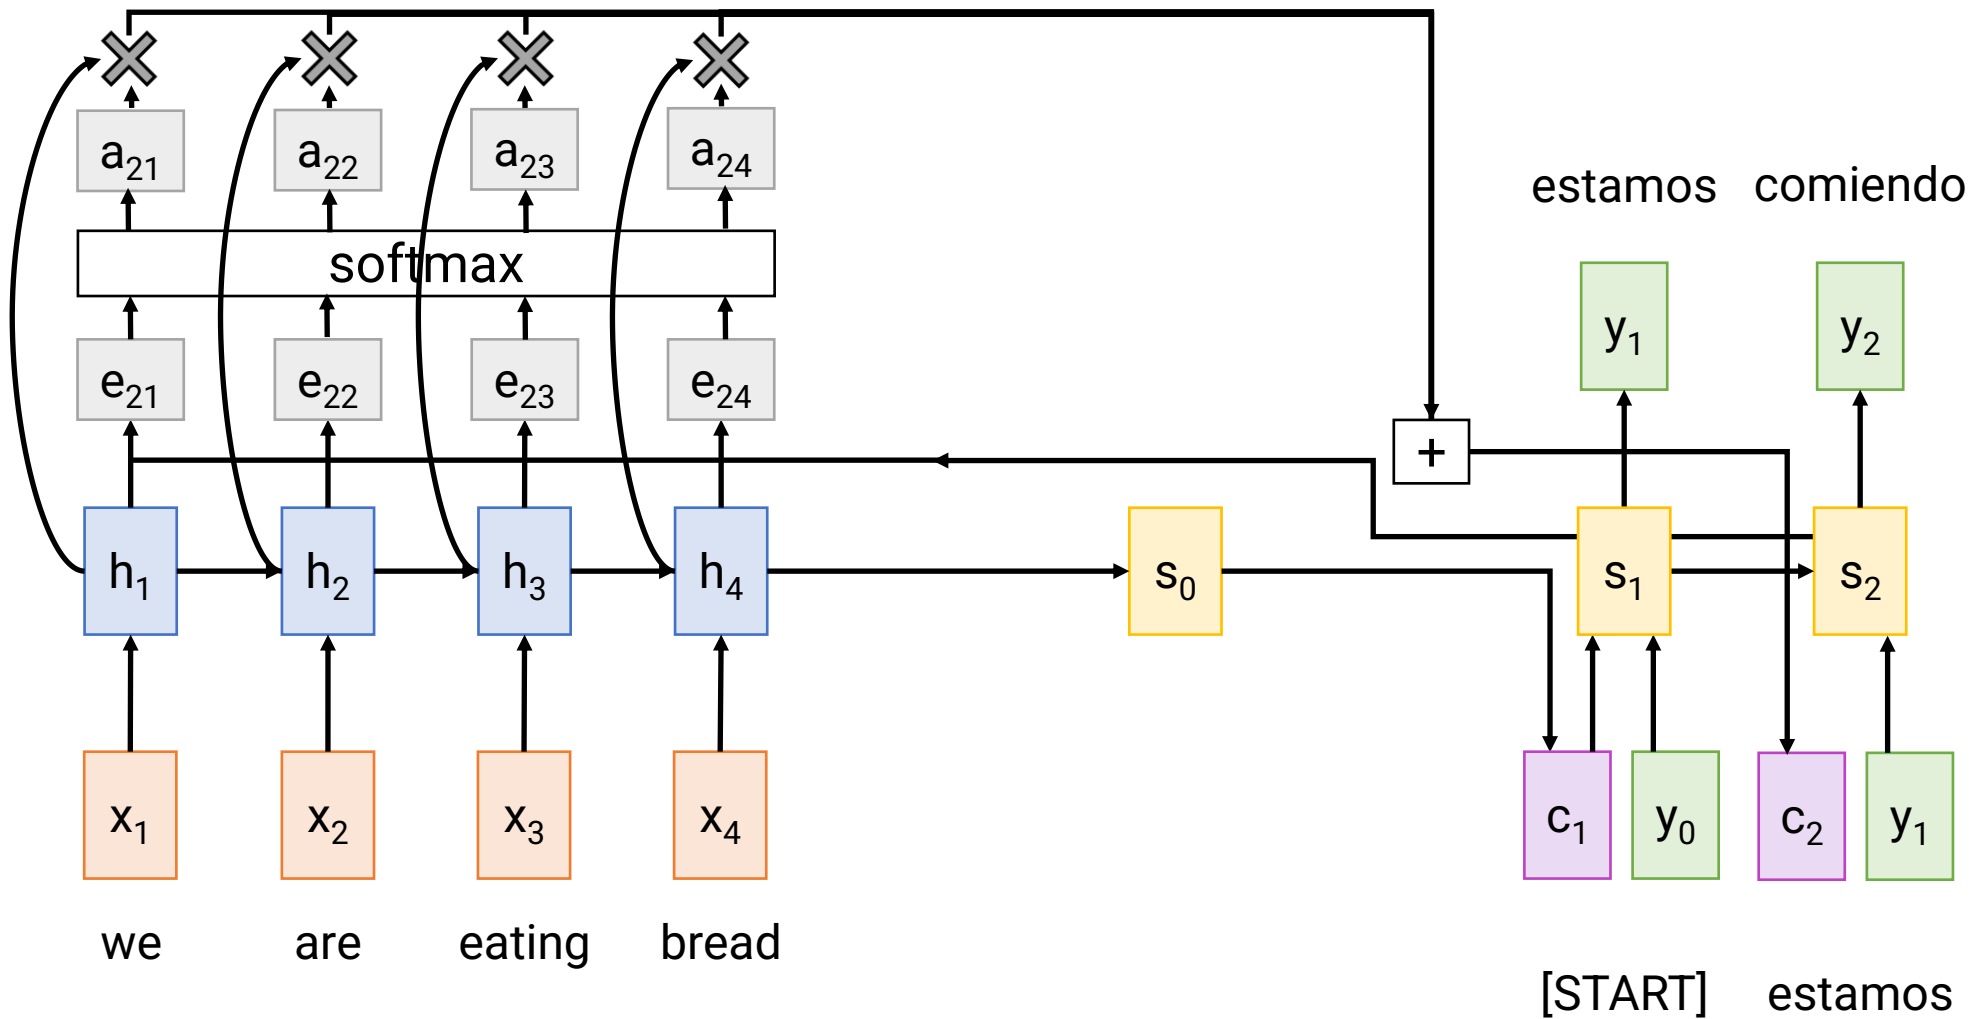 a21 a22 a23 a24
estamos comiendo
softmax
y1 y2
e21 e22 e23 e24
+
h1 h2 h3 h4 s0 s1 s2
x1 x2 x3 x4 c1 y0 c2 y1
we are eating bread
[START] estamos